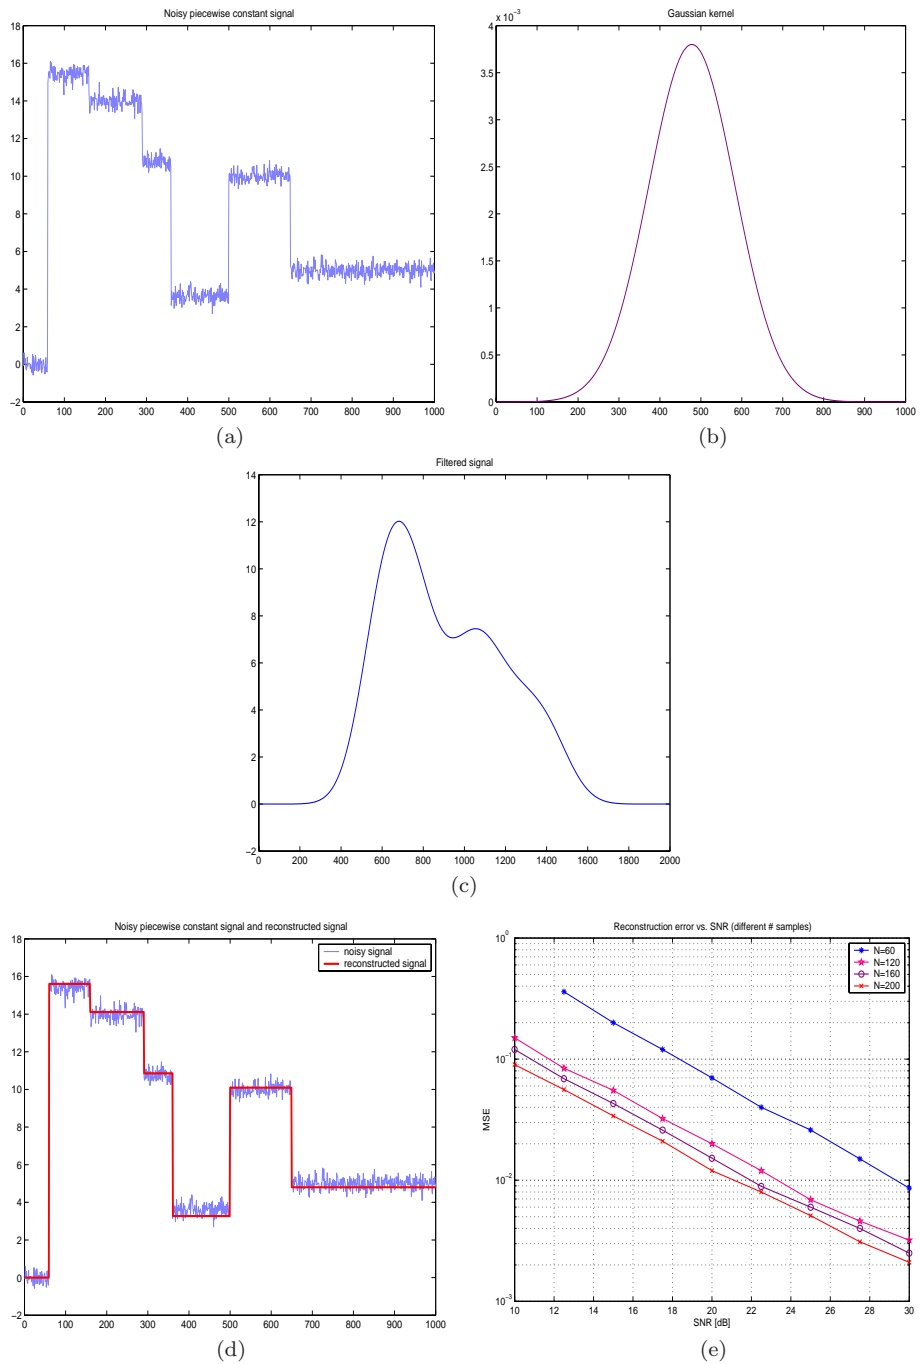 Noisy piecewise constant signal
18
16
14
12
10
8
6
4
2
0
−2
0 100 200 300 400 500 600 700 800 900 1000
(a)
Gaussian kernel
x 10⁻³
4
3.5
3
2.5
2
1.5
1
0.5
0
0 100 200 300 400 500 600 700 800 900 1000
(b)
Filtered signal
14
12
10
8
6
4
2
0
−2
0 200 400 600 800 1000 1200 1400 1600 1800 2000
(c)
Noisy piecewise constant signal and reconstructed signal
noisy signal
reconstructed signal
18
16
14
12
10
8
6
4
2
0
−2
0 100 200 300 400 500 600 700 800 900 1000
(d)
Reconstruction error vs. SNR (different # samples)
N=60
N=120
N=160
N=200
10⁰
10⁻¹
10⁻²
10⁻³
MSE
10 12 14 16 18 20 22 24 26 28 30
SNR [dB]
(e)